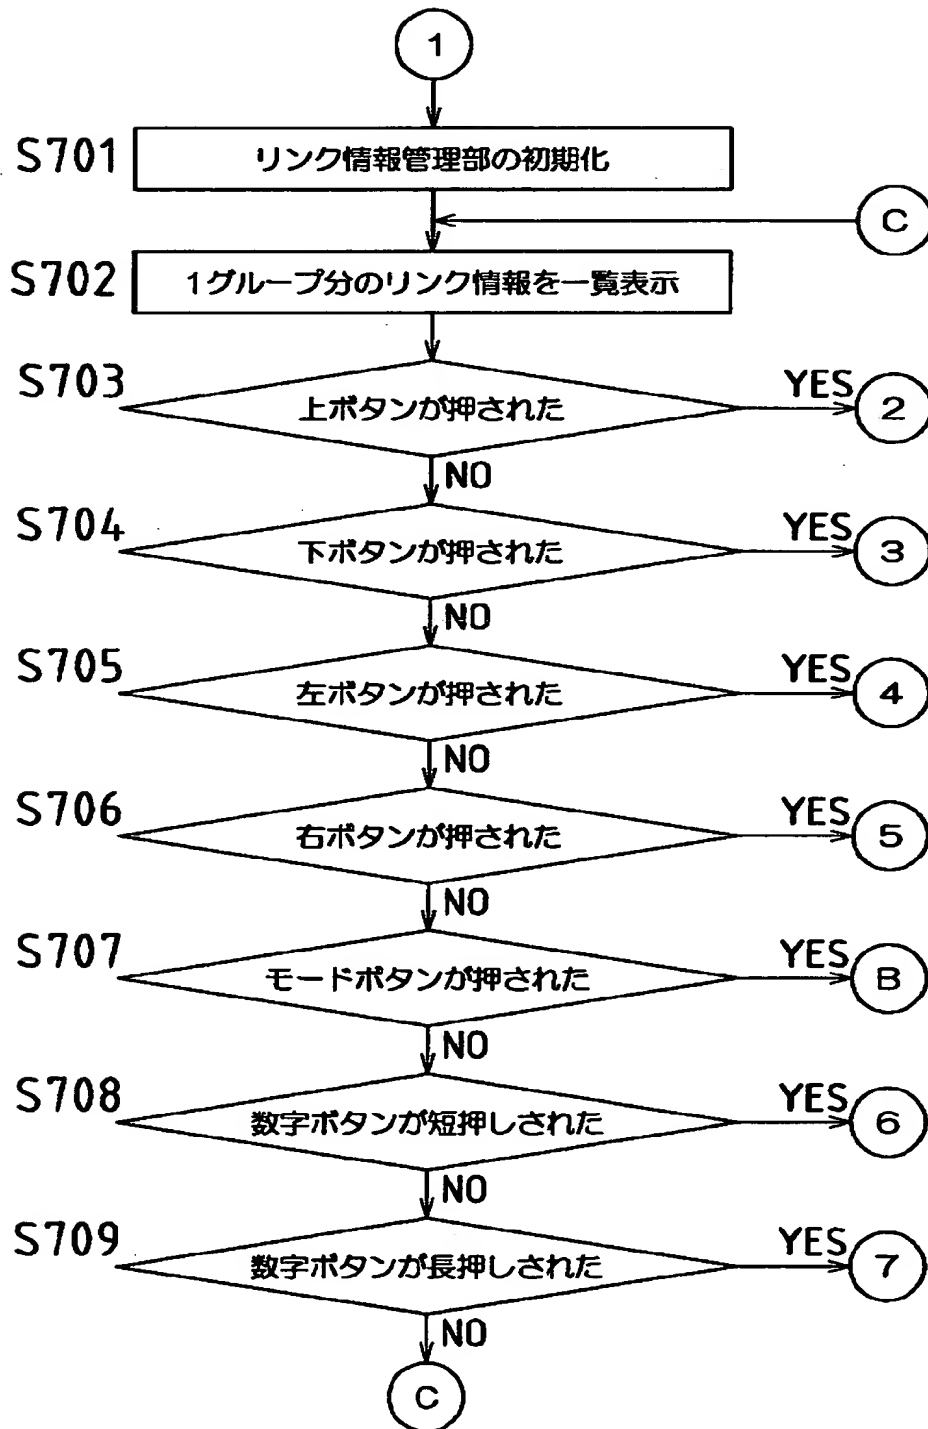 1
S701
リンク情報管理部の初期化
C
S702
1グループ分のリンク情報を一覧表示
S703
上ボタンが押された
YES
2
NO
S704
下ボタンが押された
YES
3
NO
S705
左ボタンが押された
YES
4
NO
S706
右ボタンが押された
YES
5
NO
S707
モードボタンが押された
YES
B
NO
S708
数字ボタンが短押しされた
YES
6
NO
S709
数字ボタンが長押しされた
YES
7
NO
C